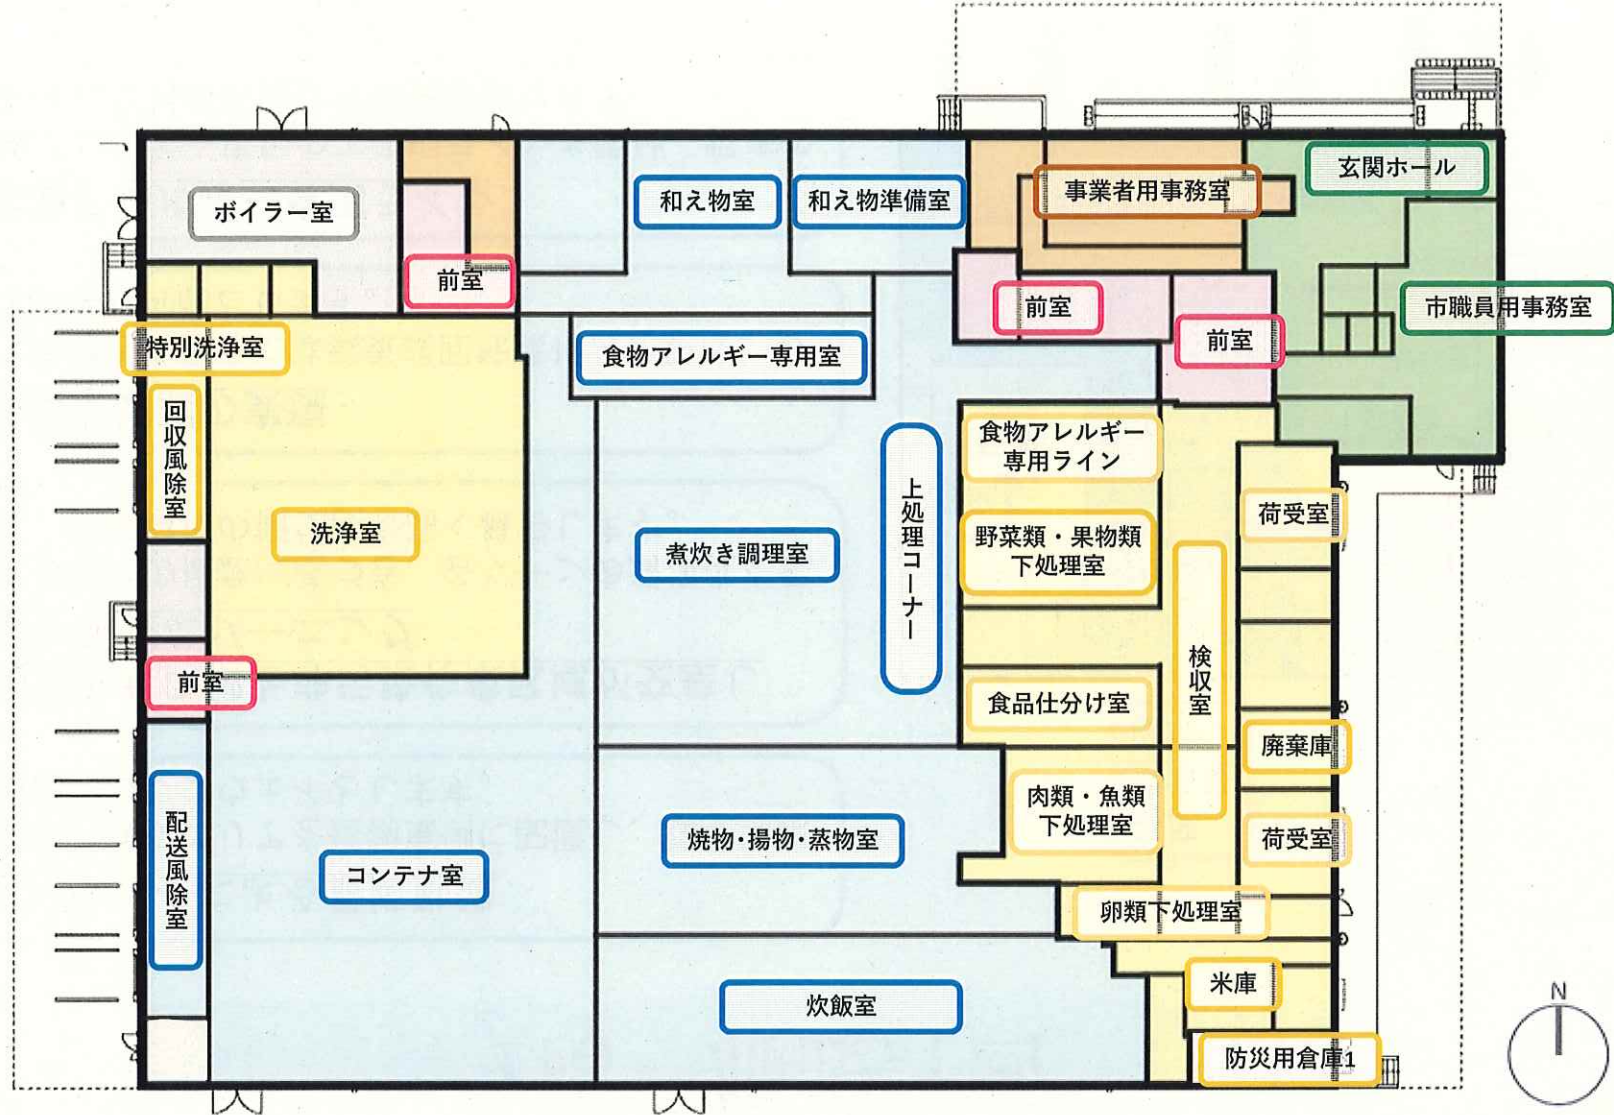 玄関ホール
和え物室
和え物準備室
事業者用事務室
ボイラー室
前室
前室
市職員用事務室
前室
特別洗浄室
食物アレルギー専用室
回収風除室
食物アレルギー
専用ライン
上処理コーナー
荷受室
洗浄室
煮炊き調理室
野菜類・果物類
下処理室
検収室
前室
食品仕分け室
廃棄庫
肉類・魚類
下処理室
配送風除室
焼物・揚物・蒸物室
荷受室
コンテナ室
卵類下処理室
米庫
炊飯室
防災用倉庫1
N